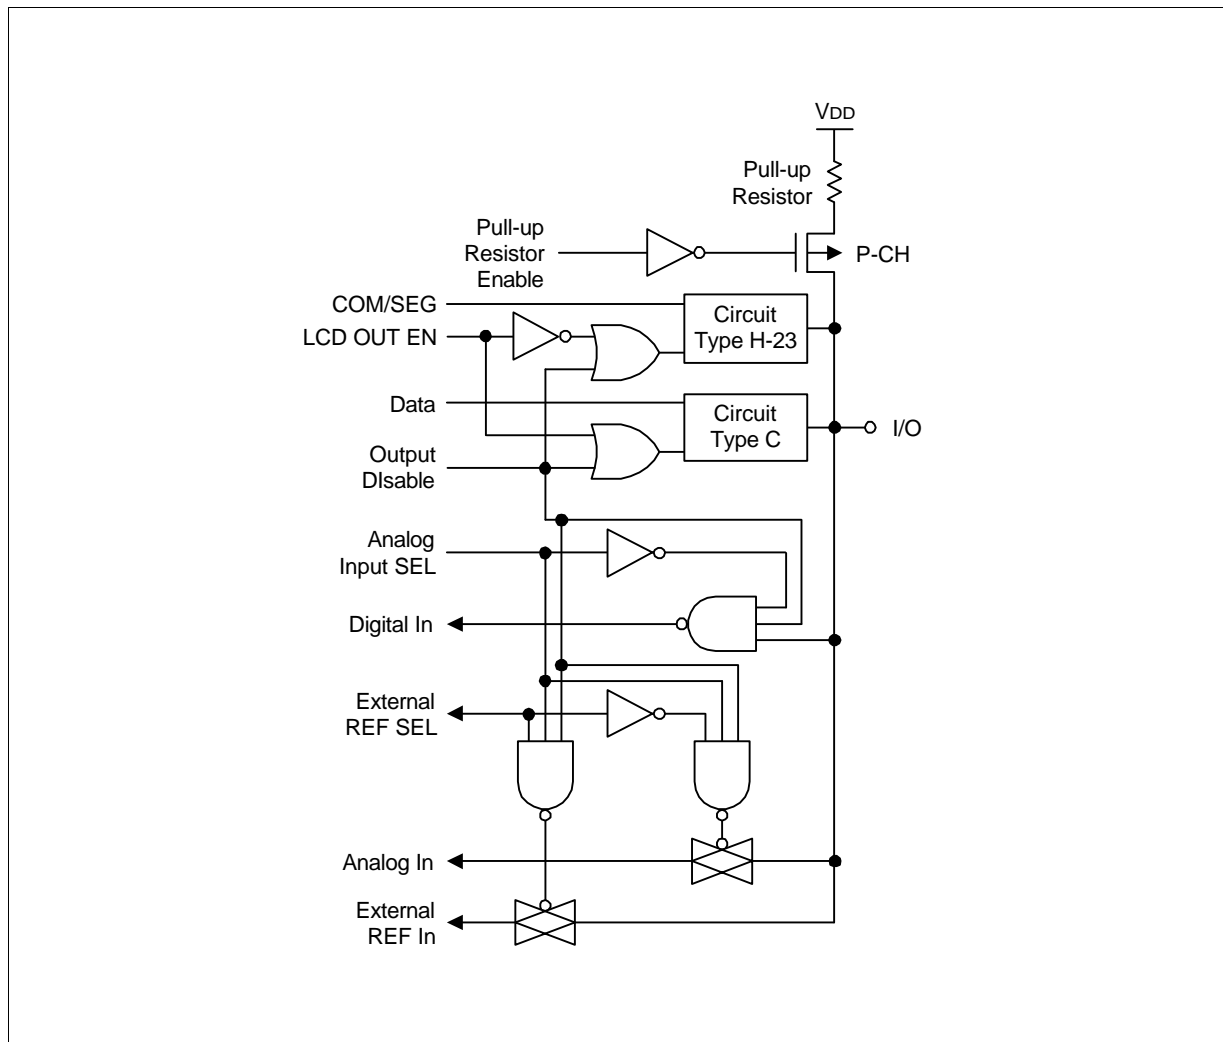 VDD
Pull-up
Resistor
Pull-up
Resistor
Enable
P-CH
COM/SEG
Circuit
Type H-23
LCD OUT EN
Data
Circuit
Type C
I/O
Output
DIsable
Analog
Input SEL
Digital In
External
REF SEL
Analog In
External
REF In